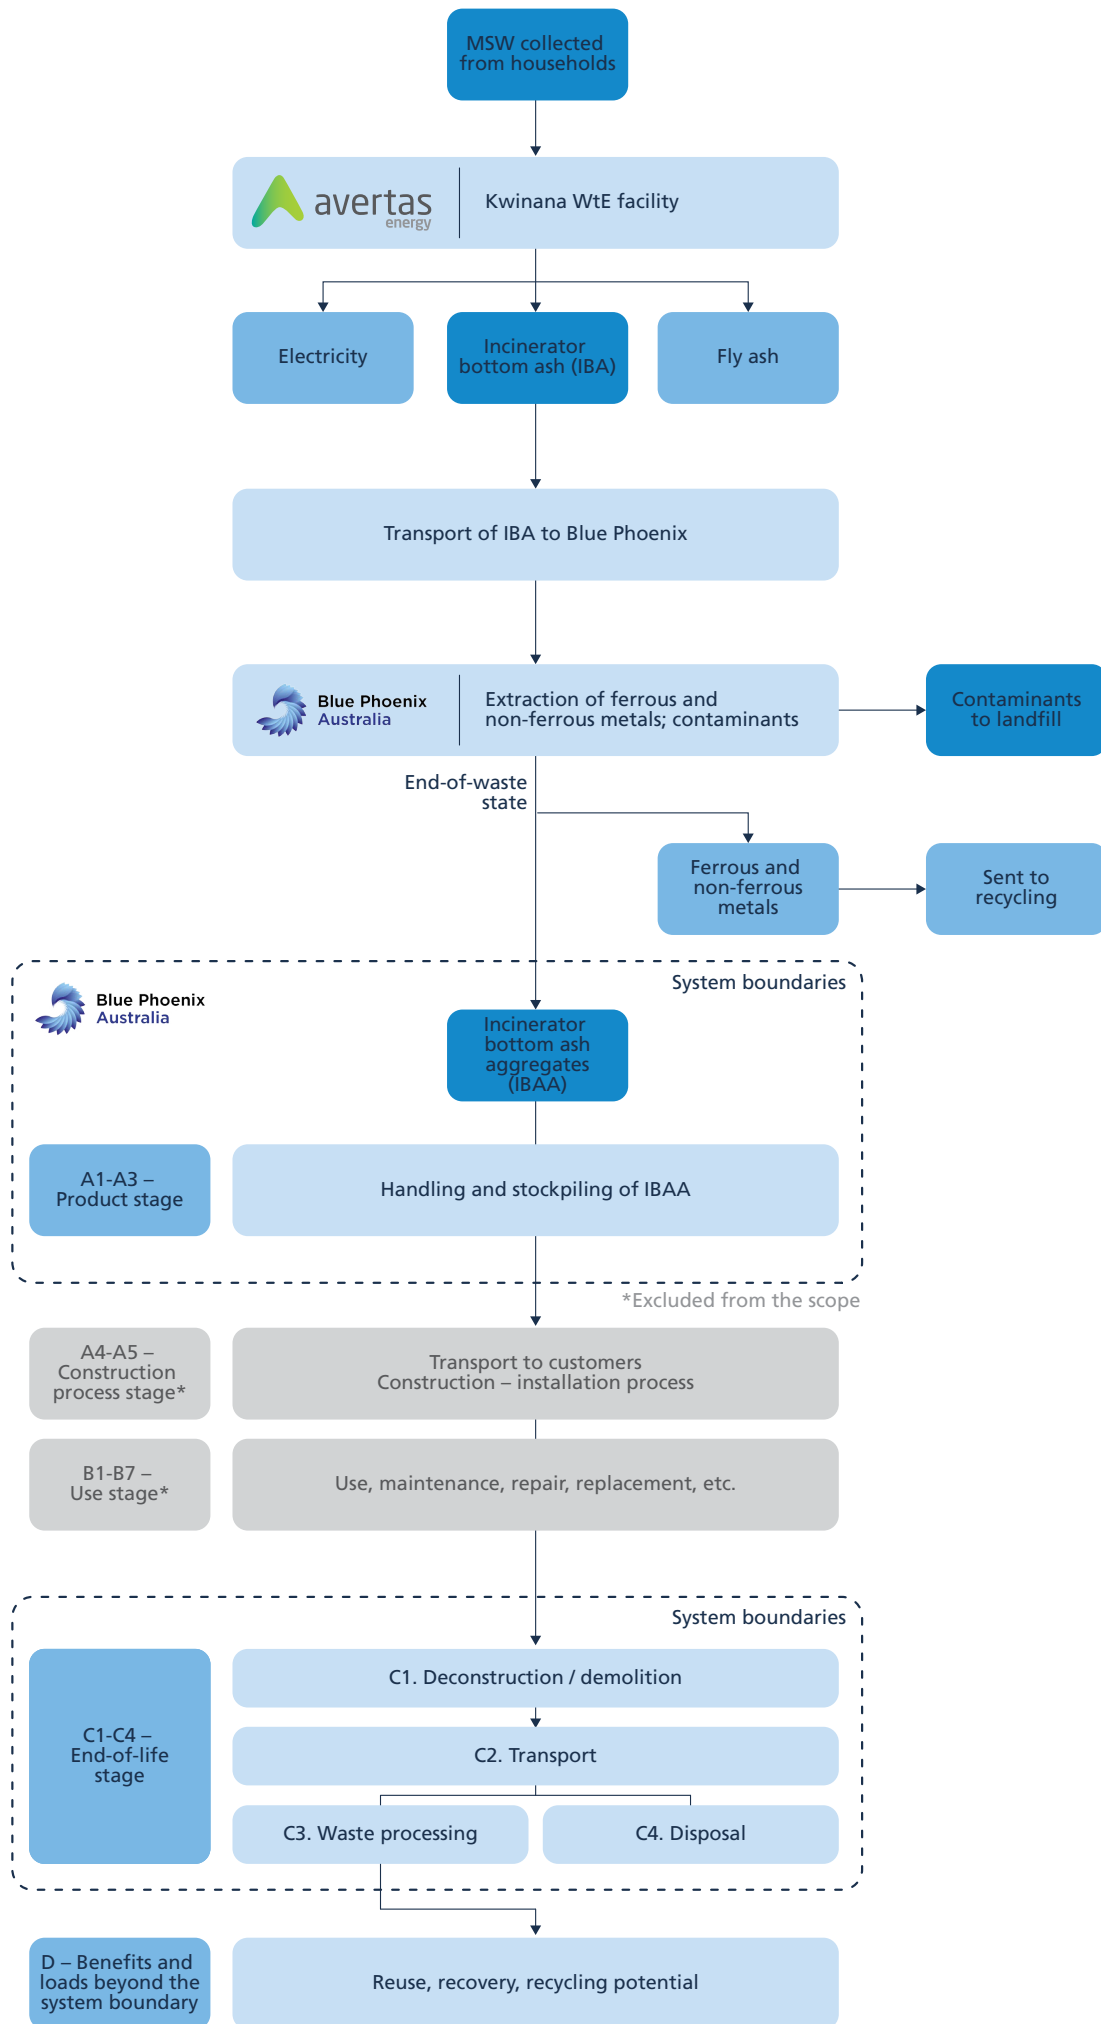 MSW collected
from households
avertas
energy
Kwinana WtE facility
Electricity
Incinerator
bottom ash (IBA)
Fly ash
Transport of IBA to Blue Phoenix
Blue Phoenix
Australia
Extraction of ferrous and
non-ferrous metals; contaminants
Contaminants
to landfill
End-of-waste
state
Ferrous and
non-ferrous
metals
Sent to
recycling
System boundaries
Blue Phoenix
Australia
Incinerator
bottom ash
aggregates
(IBAA)
A1-A3 –
Product stage
Handling and stockpiling of IBAA
*Excluded from the scope
A4-A5 –
Construction
process stage*
Transport to customers
Construction – installation process
B1-B7 –
Use stage*
Use, maintenance, repair, replacement, etc.
System boundaries
C1-C4 –
End-of-life
stage
C1. Deconstruction / demolition
C2. Transport
C3. Waste processing
C4. Disposal
D – Benefits and
loads beyond the
system boundary
Reuse, recovery, recycling potential